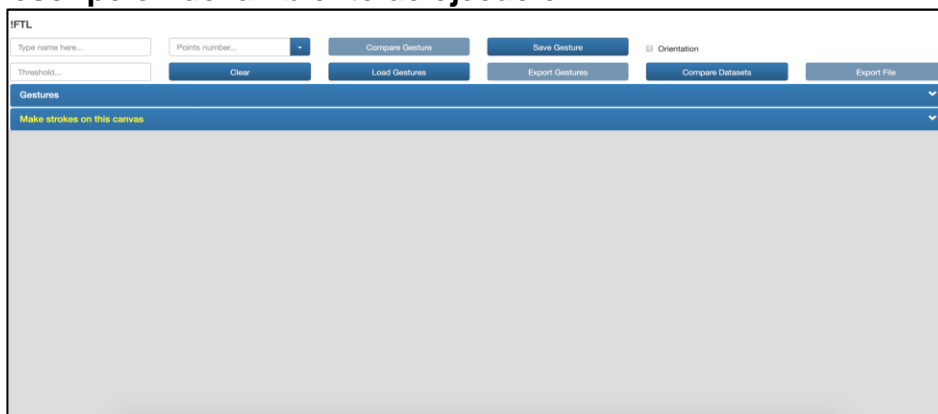 !FTL
Type name here... Points number... Compare Gesture Save Gesture Orientation
Threshold... Clear Load Gestures Export Gestures Compare Datasets Export File
Gestures
Make strokes on this canvas